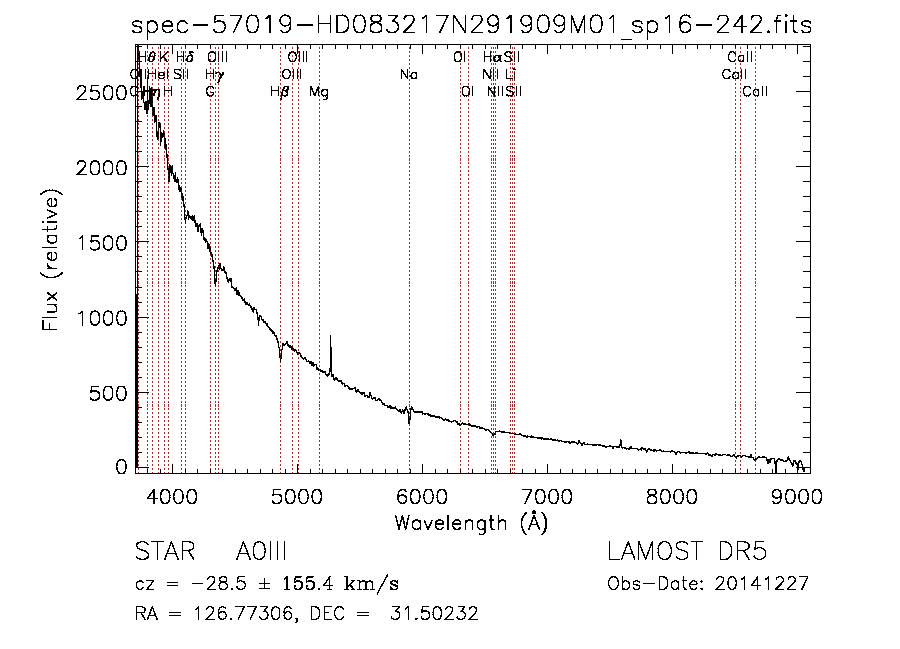 spec-57019-HD083217N291909M01_sp16-242.fits
Hθ K Hδ OIII OIII OI Hα SII CaII
HeI SII Hγ OIII Na NII Li CaII
H G Hβ Mg OI NII SII CaII
2500
2000
1500
1000
500
0
Flux (relative)
4000 5000 6000 7000 8000 9000
Wavelength (Å)
STAR A0III LAMOST DR5
cz = -28.5 ± 155.4 km/s Obs-Date: 20141227
RA = 126.77306, DEC = 31.50232